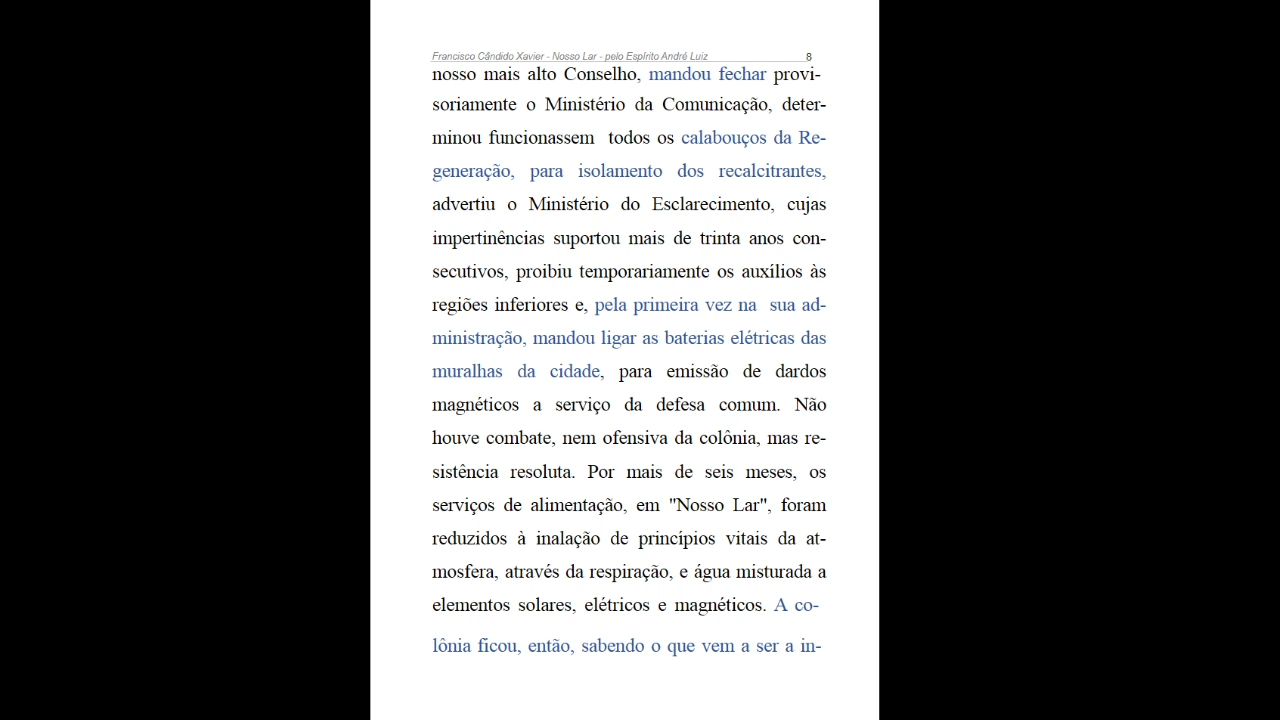 Francisco Cândido Xavier - Nosso Lar - pelo Espírito André Luiz 8
nosso mais alto Conselho, mandou fechar provi-
soriamente o Ministério da Comunicação, deter-
minou funcionassem todos os calabouços da Re-
generação, para isolamento dos recalcitrantes,
advertiu o Ministério do Esclarecimento, cujas
impertinências suportou mais de trinta anos con-
secutivos, proibiu temporariamente os auxílios às
regiões inferiores e, pela primeira vez na sua ad-
ministração, mandou ligar as baterias elétricas das
muralhas da cidade, para emissão de dardos
magnéticos a serviço da defesa comum. Não
houve combate, nem ofensiva da colônia, mas re-
sistência resoluta. Por mais de seis meses, os
serviços de alimentação, em "Nosso Lar", foram
reduzidos à inalação de princípios vitais da at-
mosfera, através da respiração, e água misturada a
elementos solares, elétricos e magnéticos. A co-
lônia ficou, então, sabendo o que vem a ser a in-